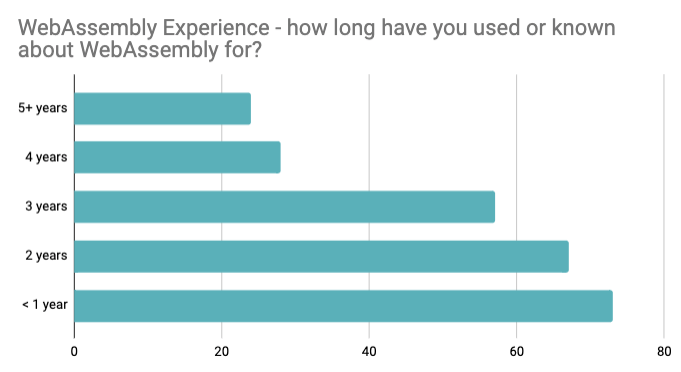 WebAssembly Experience - how long have you used or known
about WebAssembly for?
5+ years
4 years
3 years
2 years
< 1 year
0 20 40 60 80